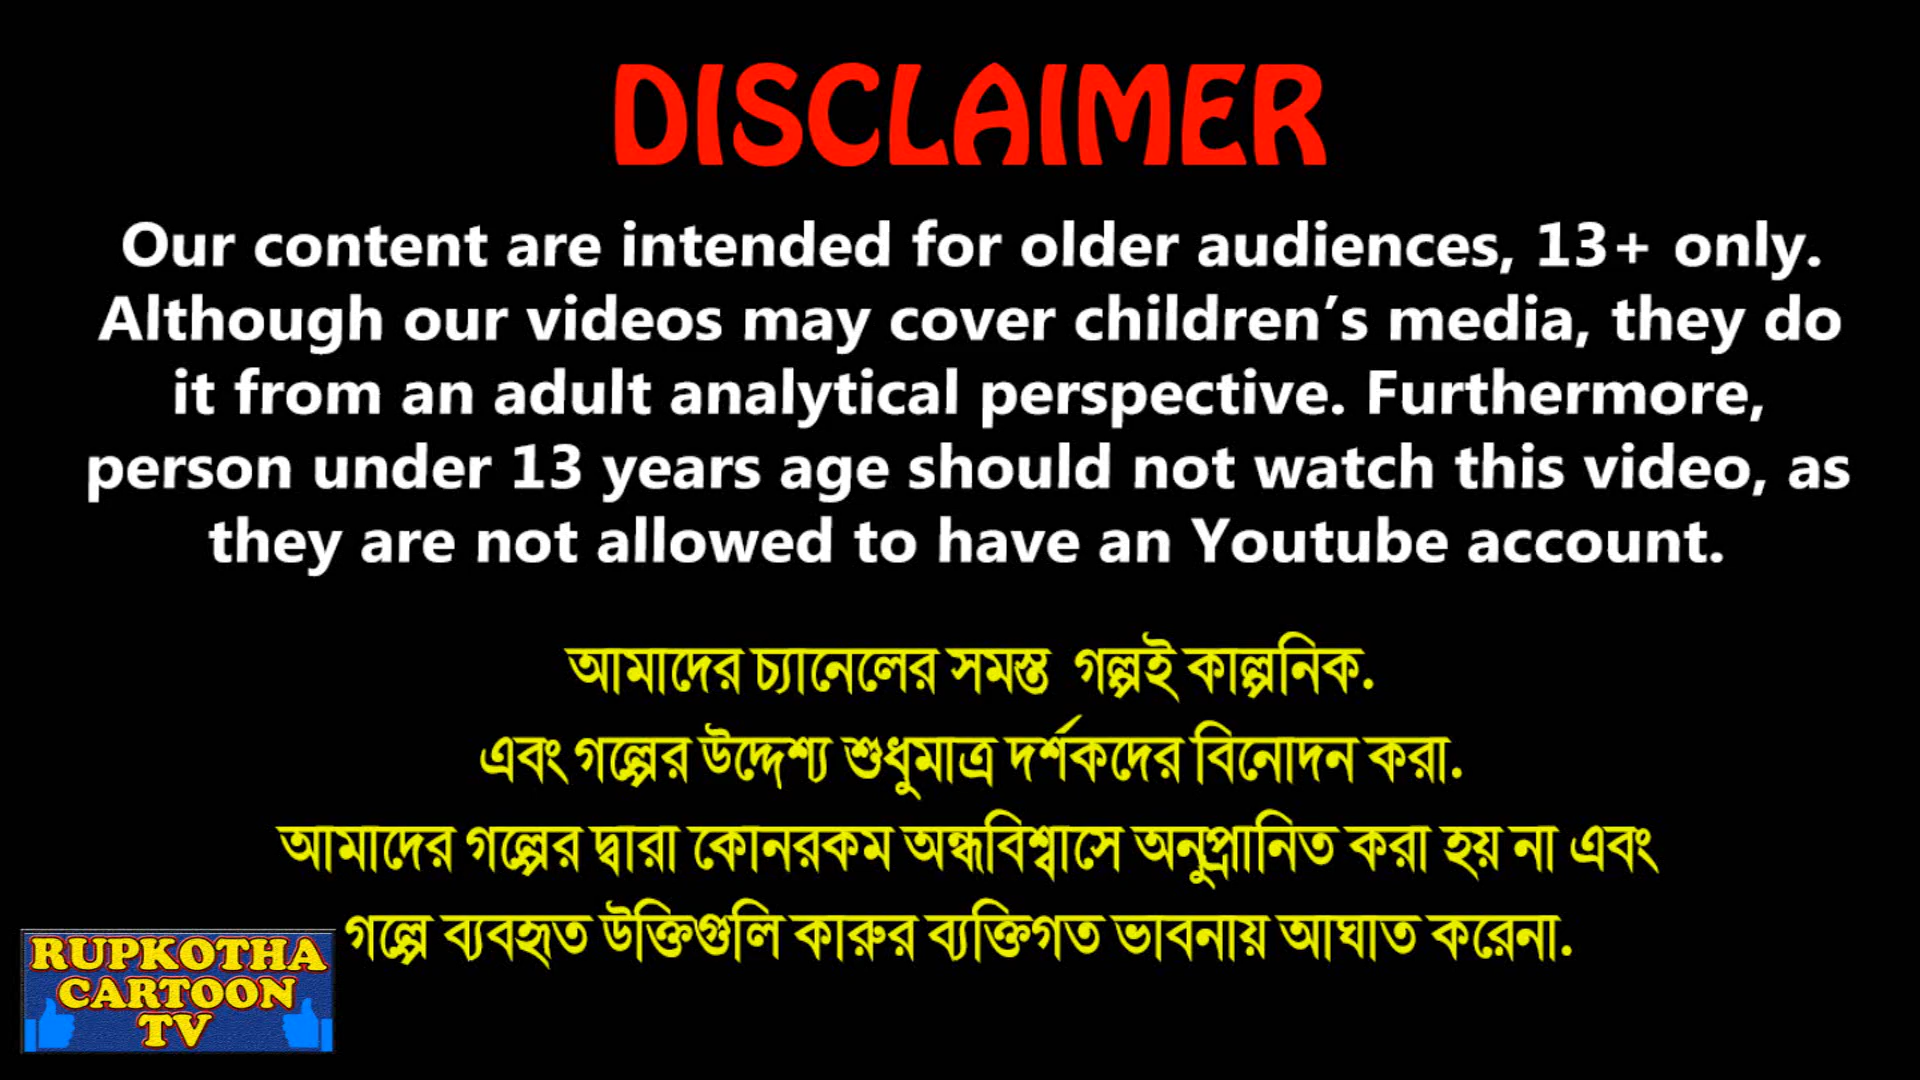 DISCLAIMER
Our content are intended for older audiences, 13+ only.
Although our videos may cover children’s media, they do
it from an adult analytical perspective. Furthermore,
person under 13 years age should not watch this video, as
they are not allowed to have an Youtube account.
আমাদের চ্যানেলের সমস্ত গল্পই কাল্পনিক.
এবং গল্পের উদ্দেশ্য শুধুমাত্র দর্শকদের বিনোদন করা.
আমাদের গল্পের দ্বারা কোনরকম অন্ধবিশ্বাসে অনুপ্রানিত করা হয় না এবং
গল্পে ব্যবহৃত উক্তিগুলি কারুর ব্যক্তিগত ভাবনায় আঘাত করেনা.
RUPKOTHA
CARTOON
TV